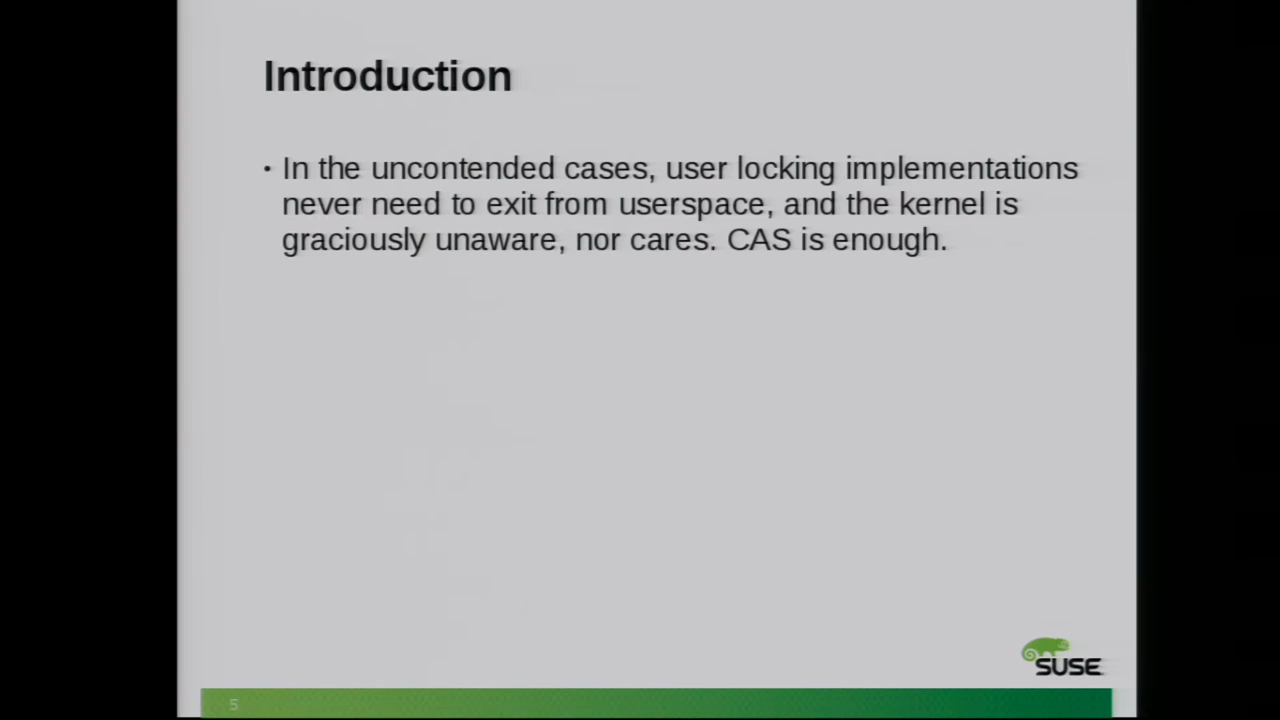 Introduction
• In the uncontended cases, user locking implementations
never need to exit from userspace, and the kernel is
graciously unaware, nor cares. CAS is enough.
SUSE
5